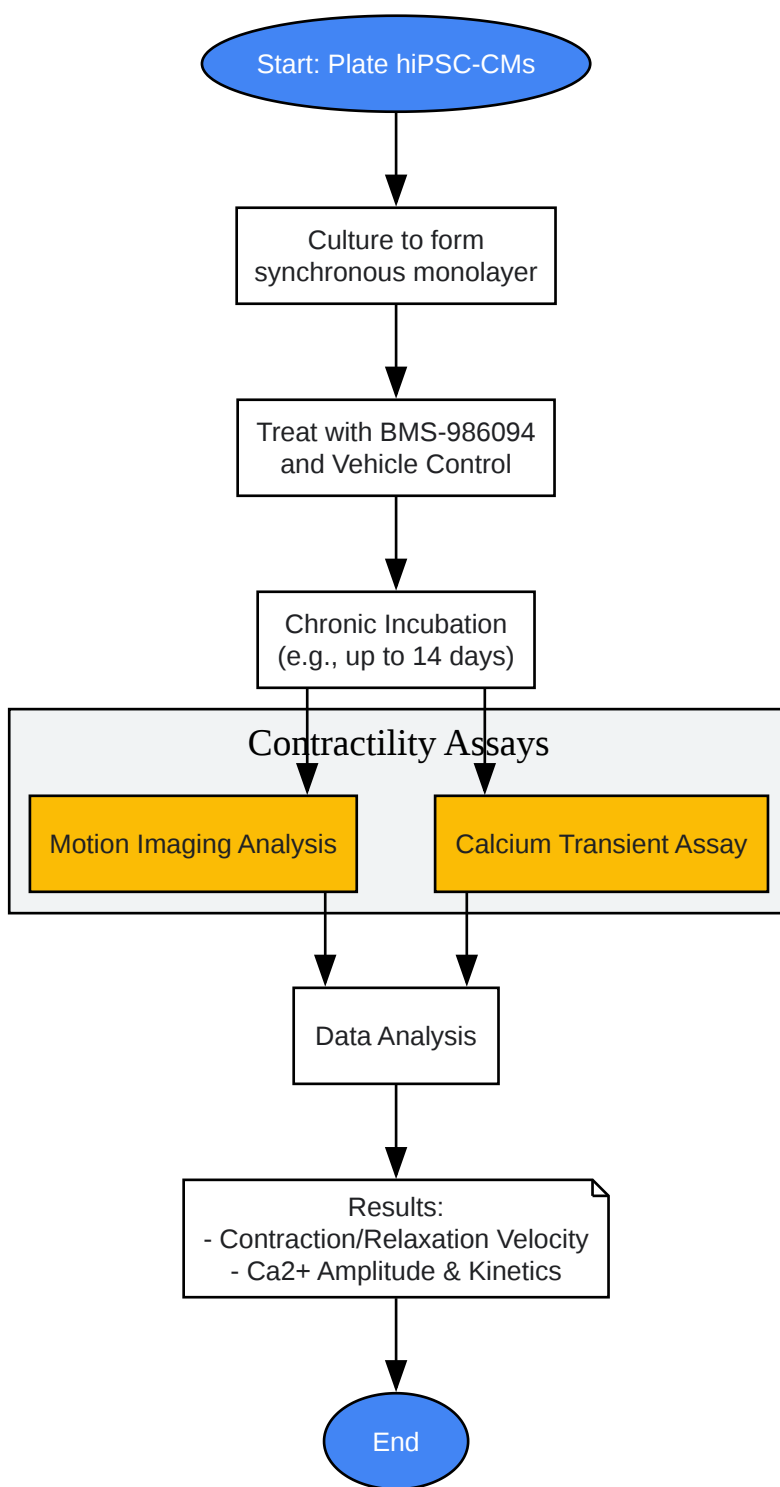 Start: Plate hiPSC-CMs
Culture to form
synchronous monolayer
Treat with BMS-986094
and Vehicle Control
Chronic Incubation
(e.g., up to 14 days)
Contractility Assays
Motion Imaging Analysis
Calcium Transient Assay
Data Analysis
Results:
- Contraction/Relaxation Velocity
- Ca2+ Amplitude & Kinetics
End